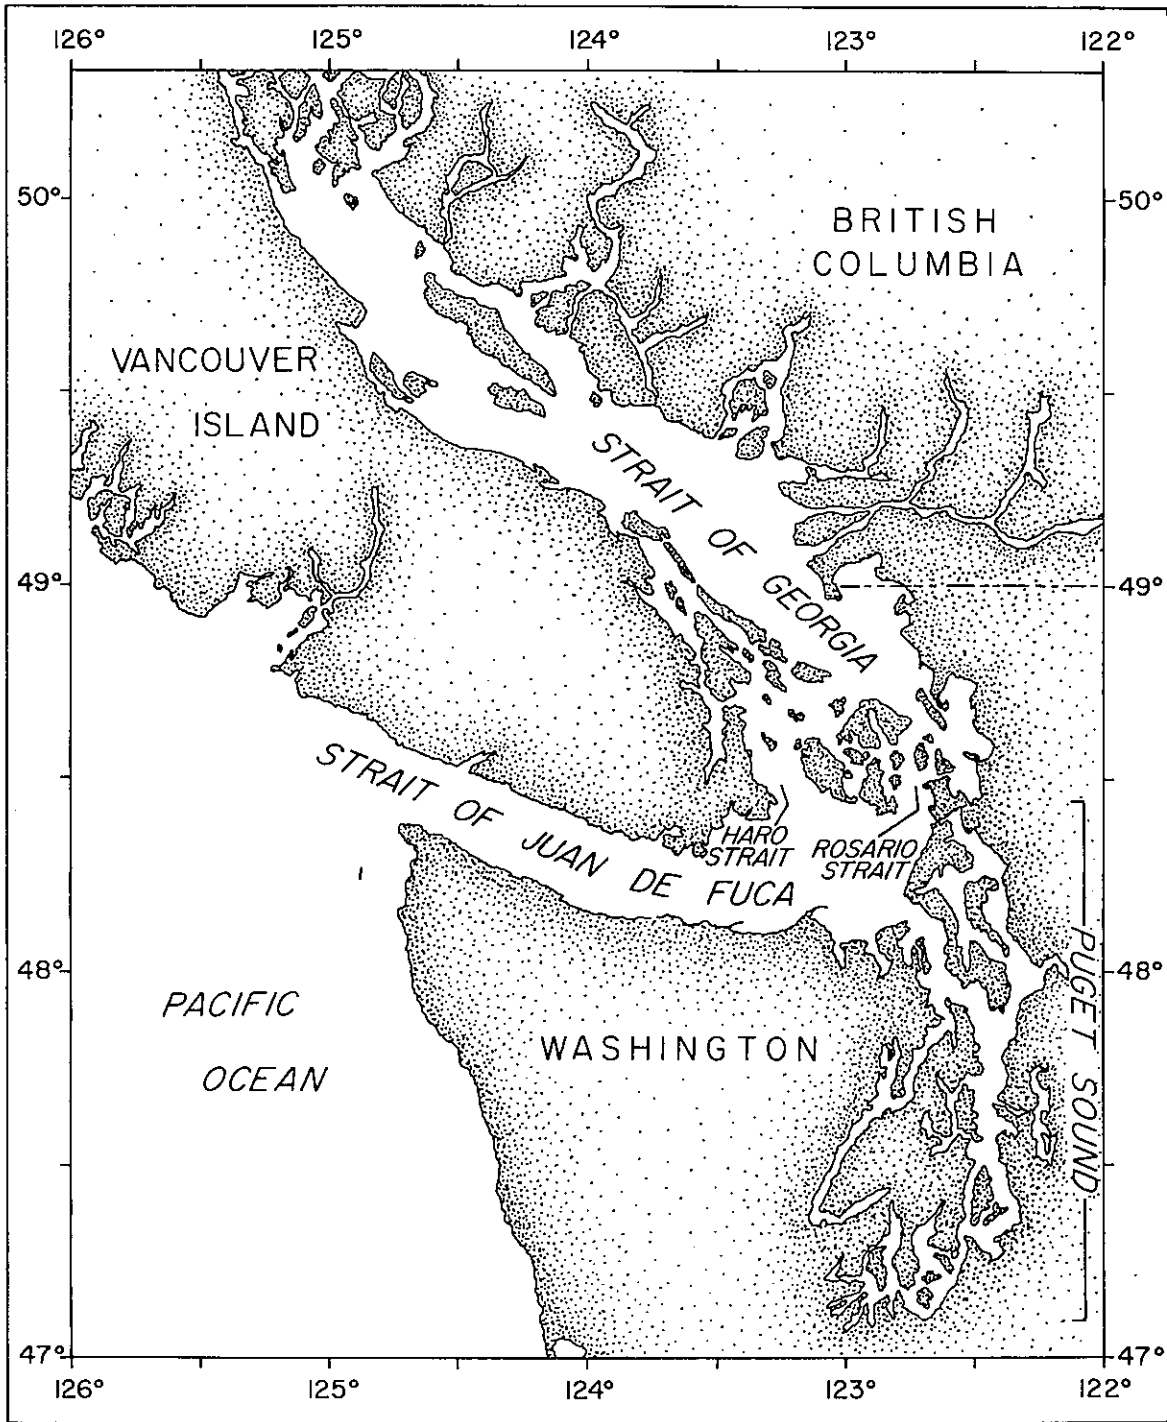 126° 125° 124° 123° 122°
50° 50°
BRITISH
COLUMBIA
VANCOUVER
ISLAND
STRAIT OF GEORGIA
49° 49°
STRAIT OF JUAN DE FUCA
HARO
STRAIT
ROSARIO
STRAIT
48° 48°
PUGET SOUND
PACIFIC
OCEAN
WASHINGTON
47° 47°
126° 125° 124° 123° 122°